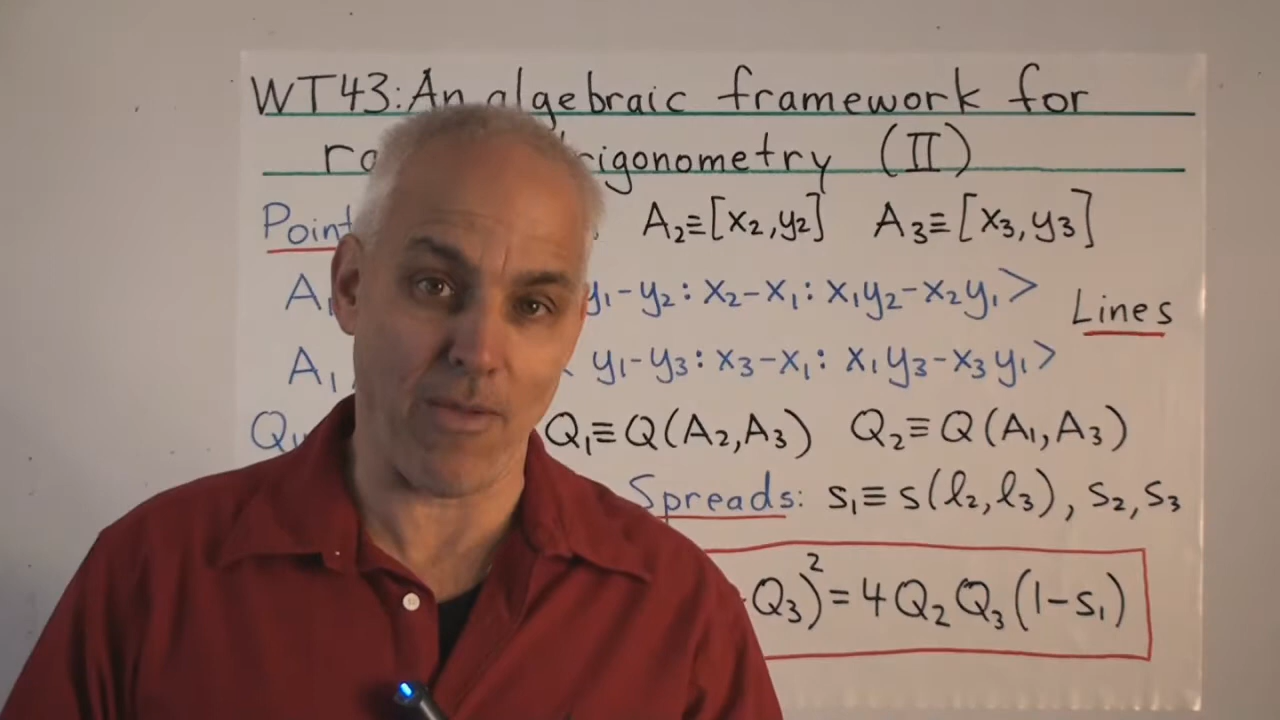 WT43: An algebraic framework for
trigonometry (II)
Point A₂≡[x₂,y₂] A₃≡[x₃,y₃]
A₁ y₁-y₂ : x₂-x₁ : x₁y₂-x₂y₁> Lines
A₁ y₁-y₃ : x₃-x₁ : x₁y₃-x₃y₁>
Q₁≡Q(A₂,A₃) Q₂≡Q(A₁,A₃)
Spreads: s₁≡s(ℓ₂,ℓ₃), s₂, s₃
Q₃)²=4Q₂Q₃(1-s₁)